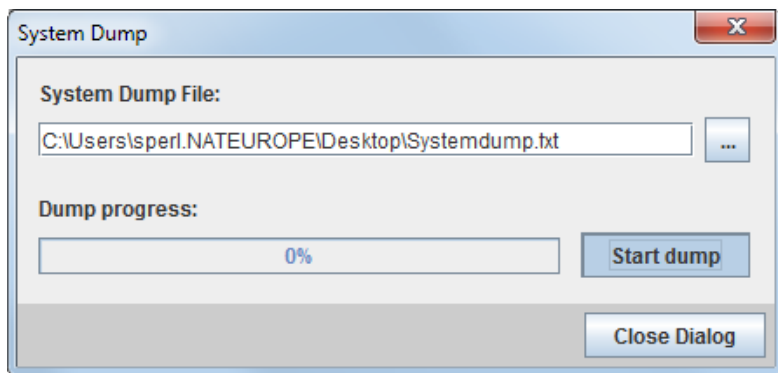 System Dump
System Dump File:
C:\Users\sperl.NATEUROPE\Desktop\Systemdump.txt
...
Dump progress:
0%
Start dump
Close Dialog